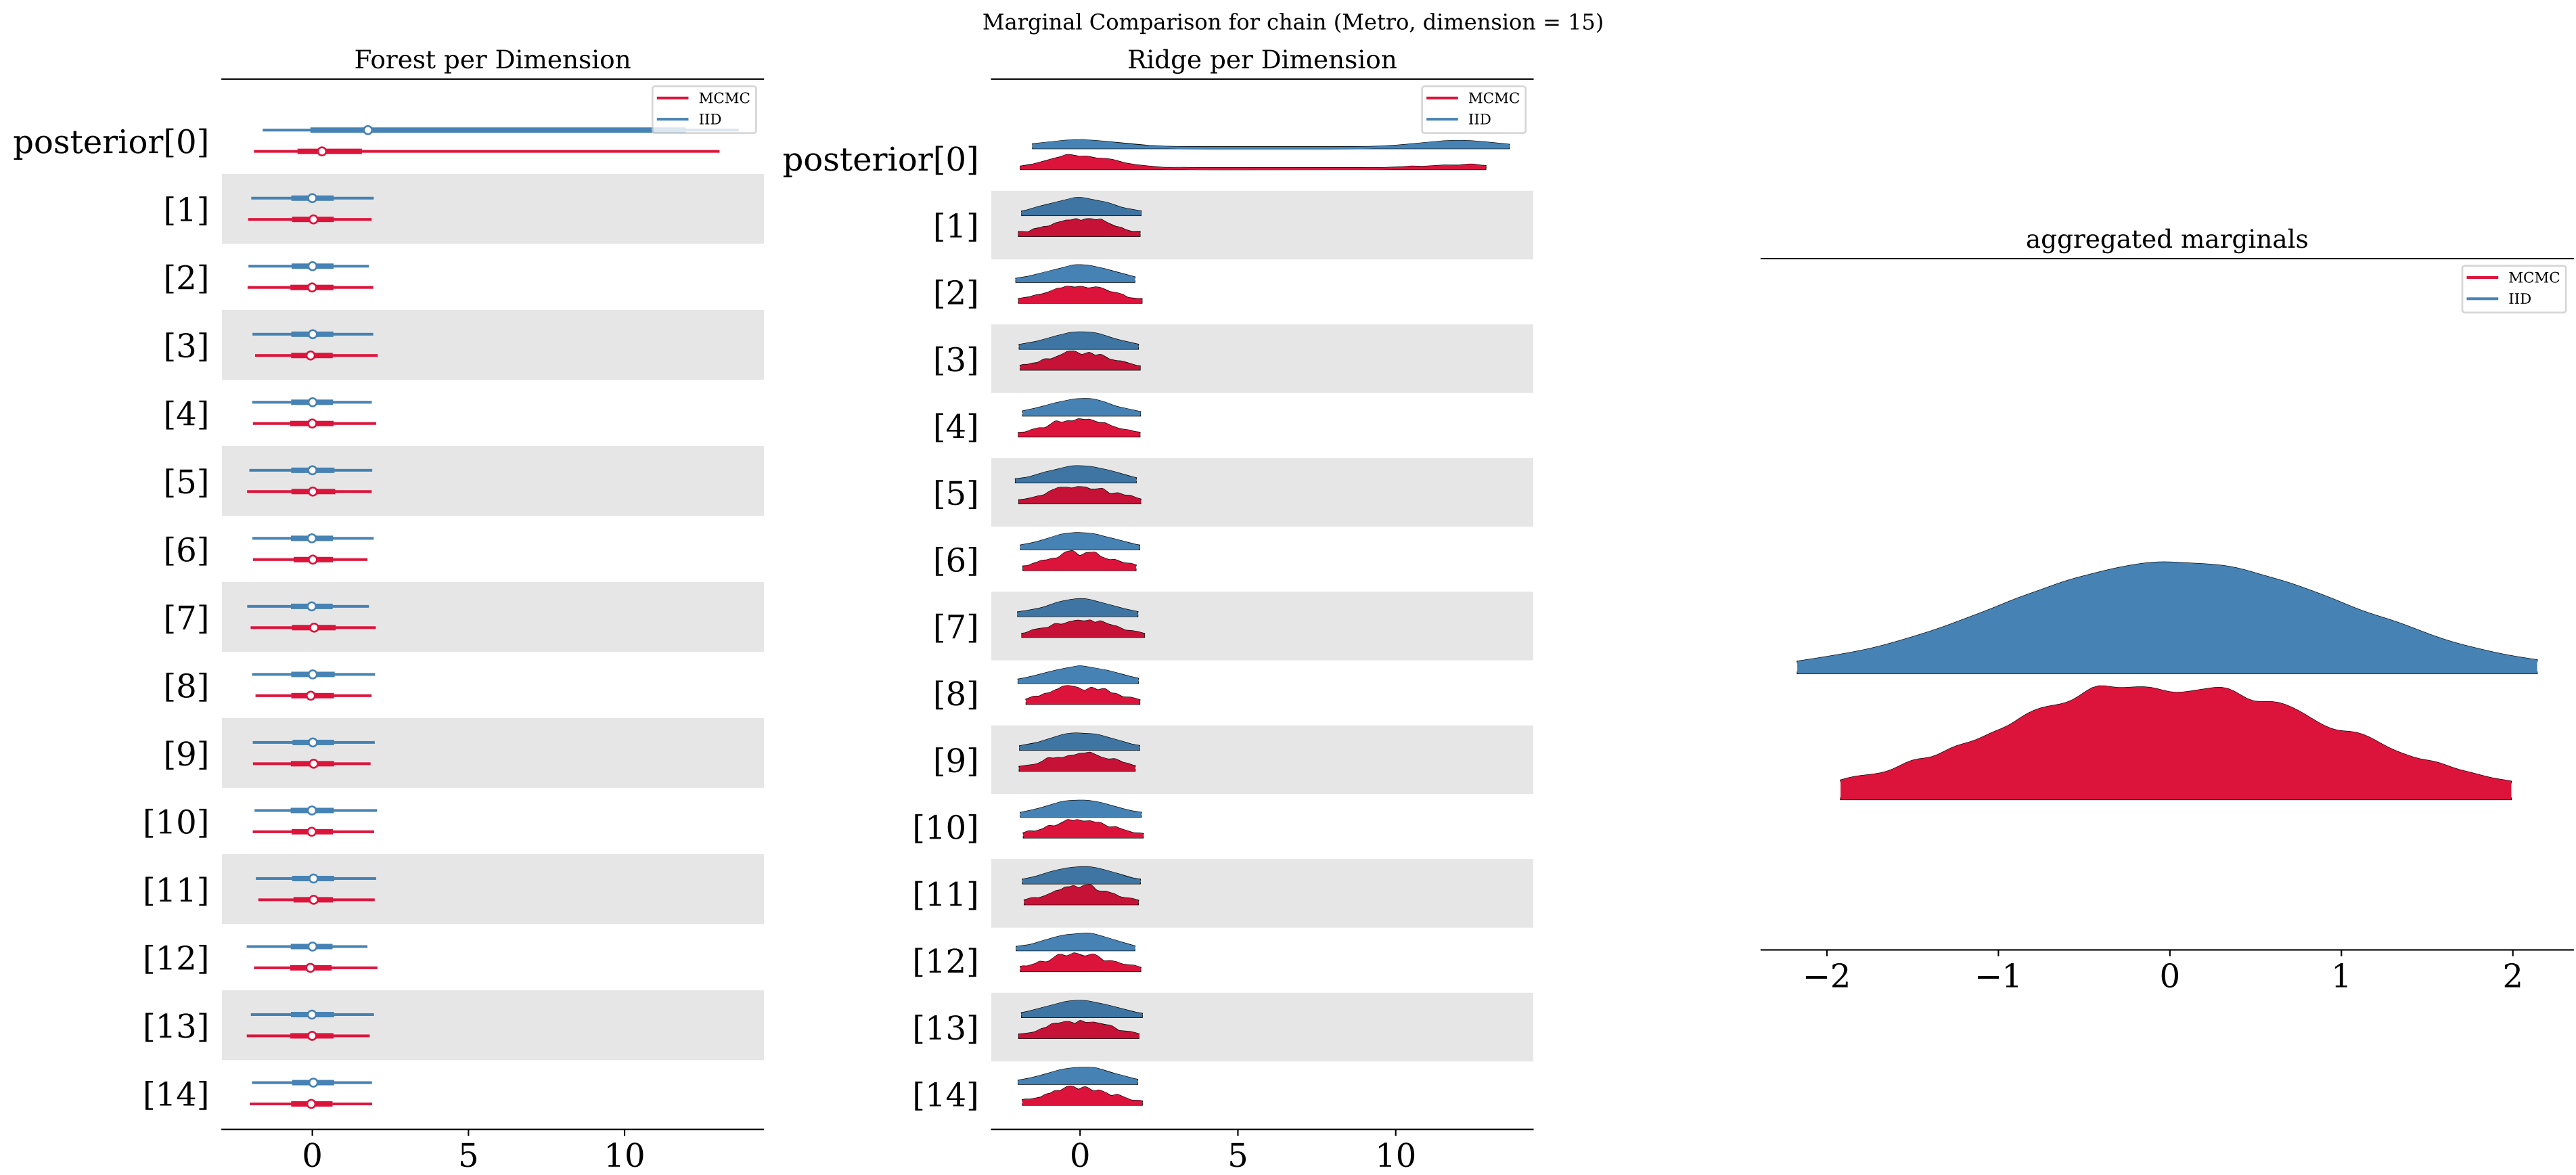 Marginal Comparison for chain (Metro, dimension = 15)
Forest per Dimension
MCMC
IID
posterior[0]
[1]
[2]
[3]
[4]
[5]
[6]
[7]
[8]
[9]
[10]
[11]
[12]
[13]
[14]
0 5 10
Ridge per Dimension
MCMC
IID
posterior[0]
[1]
[2]
[3]
[4]
[5]
[6]
[7]
[8]
[9]
[10]
[11]
[12]
[13]
[14]
0 5 10
aggregated marginals
MCMC
IID
−2 −1 0 1 2